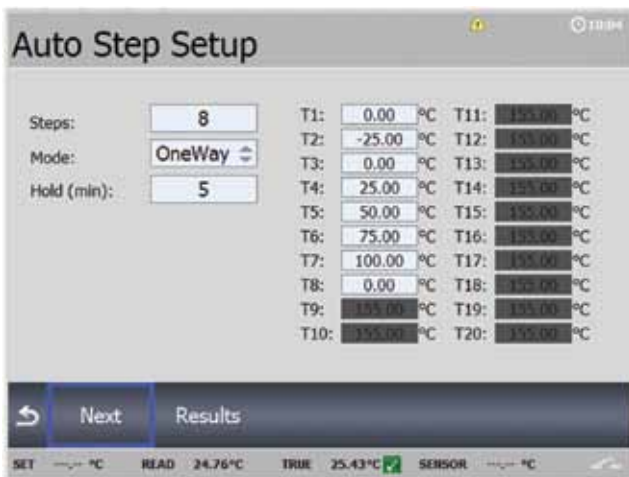 Auto Step Setup
10:04
Steps: 8
Mode: OneWay
Hold (min): 5
T1: 0.00 °C T11: 155.00 °C
T2: -25.00 °C T12: 155.00 °C
T3: 0.00 °C T13: 155.00 °C
T4: 25.00 °C T14: 155.00 °C
T5: 50.00 °C T15: 155.00 °C
T6: 75.00 °C T16: 155.00 °C
T7: 100.00 °C T17: 155.00 °C
T8: 0.00 °C T18: 155.00 °C
T9: 155.00 °C T19: 155.00 °C
T10: 155.00 °C T20: 155.00 °C
Next Results
SET ---.-- °C READ 24.76°C TRUE 25.43°C SENSOR ---.-- °C